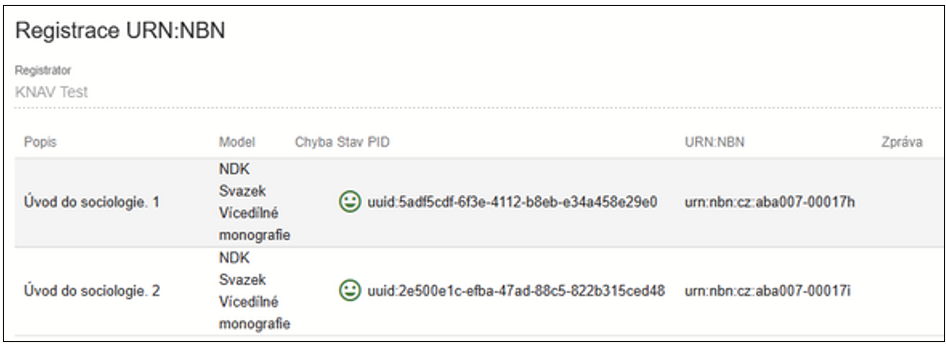 Registrace URN:NBN
Registrátor
KNAV Test
Popis Model Chyba Stav PID URN:NBN Zpráva
NDK
Svazek
Úvod do sociologie. 1 uuid:5adf5cdf-6f3e-4112-b8eb-e34a458e29e0 urn:nbn:cz:aba007-00017h
Vícedílné
monografie
NDK
Svazek
Úvod do sociologie. 2 uuid:2e500e1c-efba-47ad-88c5-822b315ced48 urn:nbn:cz:aba007-00017i
Vícedílné
monografie